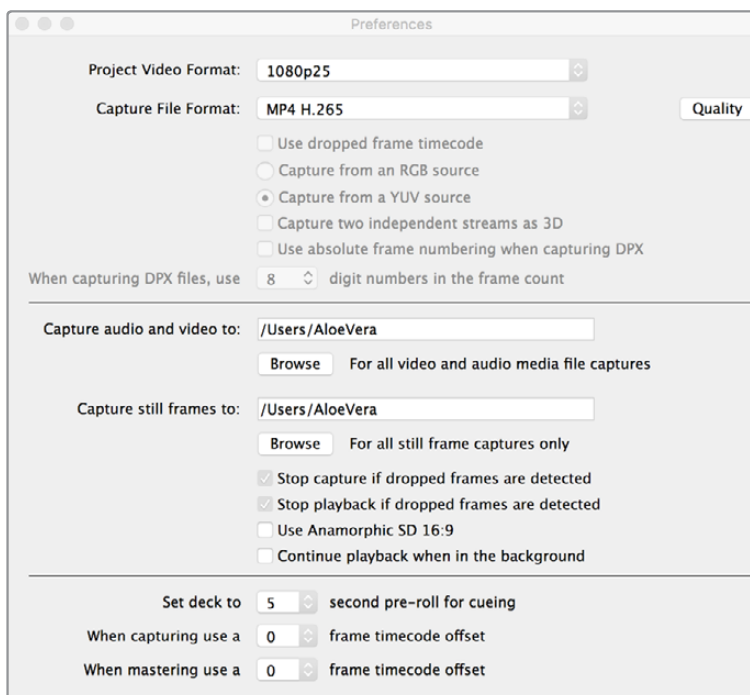 Preferences
Project Video Format: 1080p25
Capture File Format: MP4 H.265 Quality
Use dropped frame timecode
Capture from an RGB source
Capture from a YUV source
Capture two independent streams as 3D
Use absolute frame numbering when capturing DPX
When capturing DPX files, use 8 digit numbers in the frame count
Capture audio and video to: /Users/AloeVera
Browse For all video and audio media file captures
Capture still frames to: /Users/AloeVera
Browse For all still frame captures only
Stop capture if dropped frames are detected
Stop playback if dropped frames are detected
Use Anamorphic SD 16:9
Continue playback when in the background
Set deck to 5 second pre-roll for cueing
When capturing use a 0 frame timecode offset
When mastering use a 0 frame timecode offset